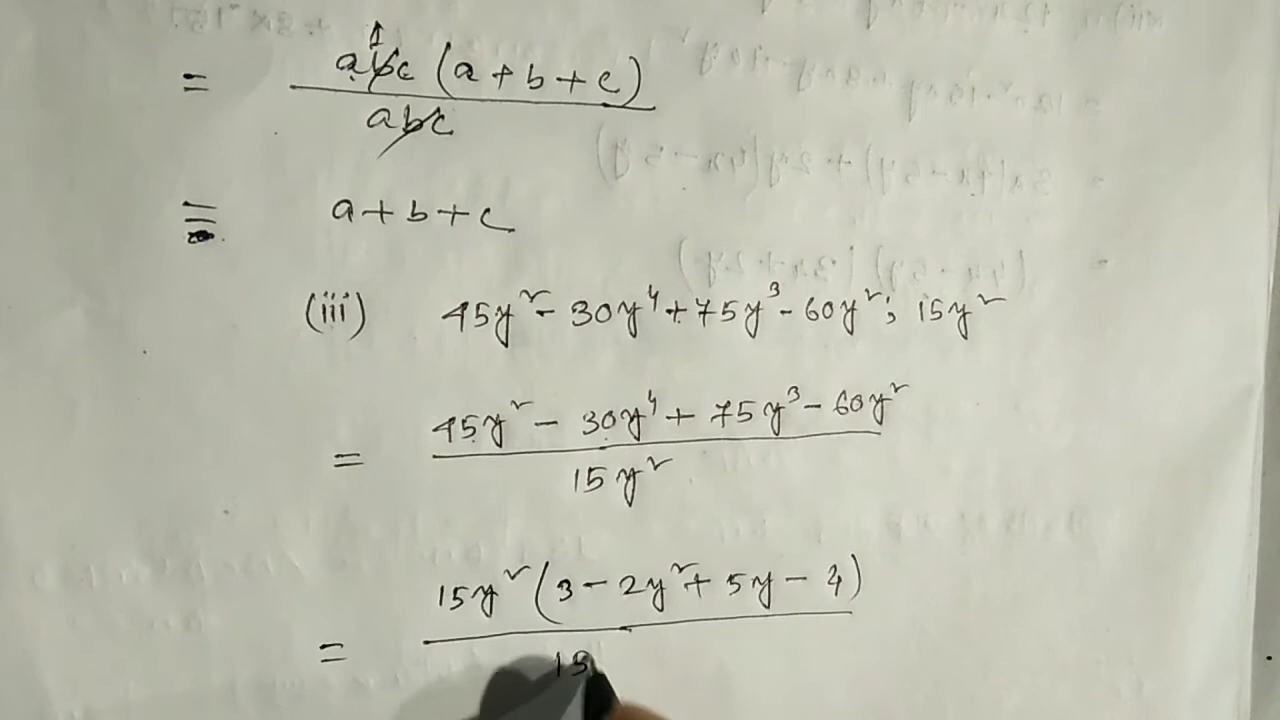 = abc (a + b + c) / abc
= a + b + c
(iii) 45y² - 30y⁴ + 75y³ - 60y² ; 15y²
= 45y² - 30y⁴ + 75y³ - 60y² / 15y²
= 15y² (3 - 2y² + 5y - 4) / 15